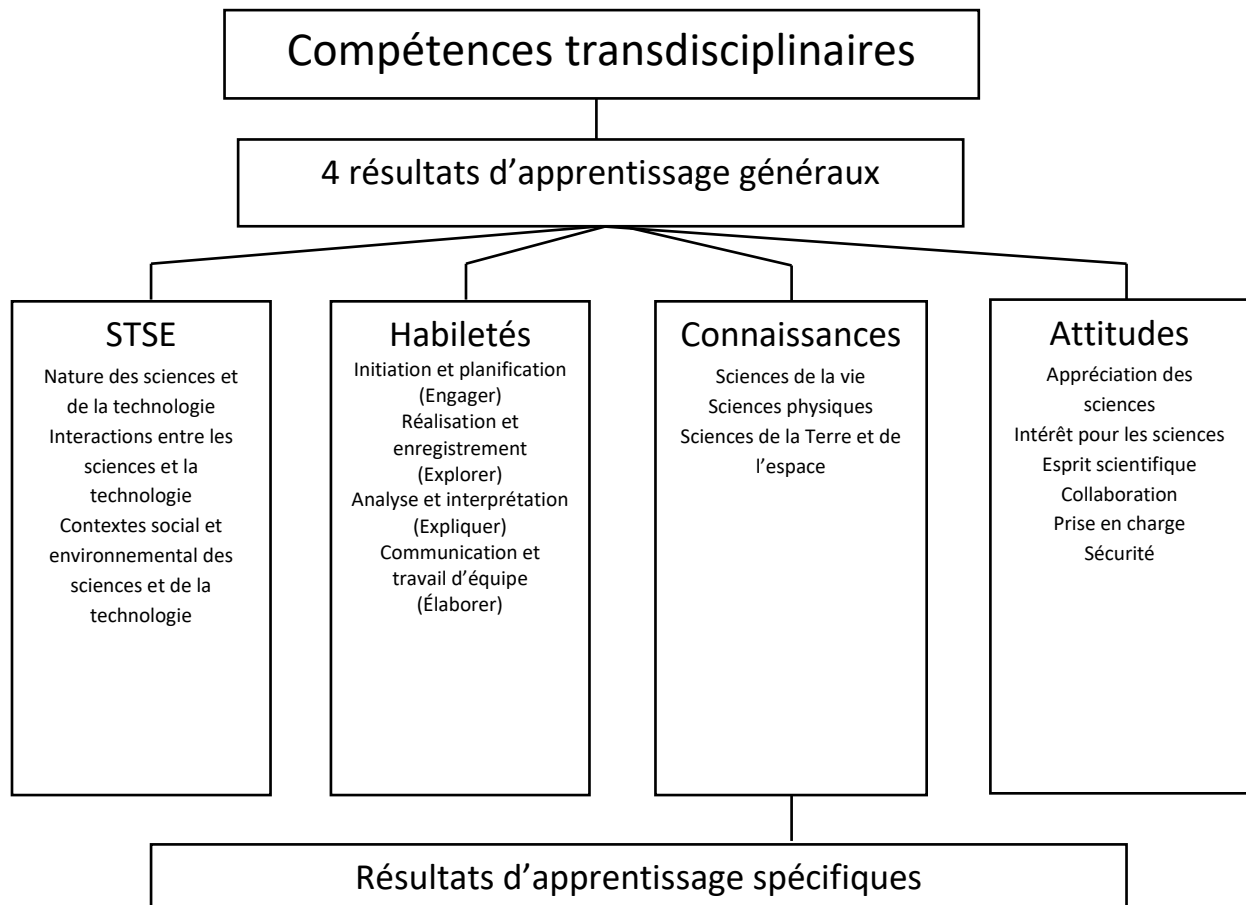 Compétences transdisciplinaires
4 résultats d’apprentissage généraux
STSE
Nature des sciences et
de la technologie
Interactions entre les
sciences et la
technologie
Contextes social et
environnemental des
sciences et de la
technologie
Habiletés
Initiation et planification
(Engager)
Réalisation et
enregistrement
(Explorer)
Analyse et interprétation
(Expliquer)
Communication et
travail d’équipe
(Élaborer)
Connaissances
Sciences de la vie
Sciences physiques
Sciences de la Terre et de
l’espace
Attitudes
Appréciation des
sciences
Intérêt pour les sciences
Esprit scientifique
Collaboration
Prise en charge
Sécurité
Résultats d’apprentissage spécifiques